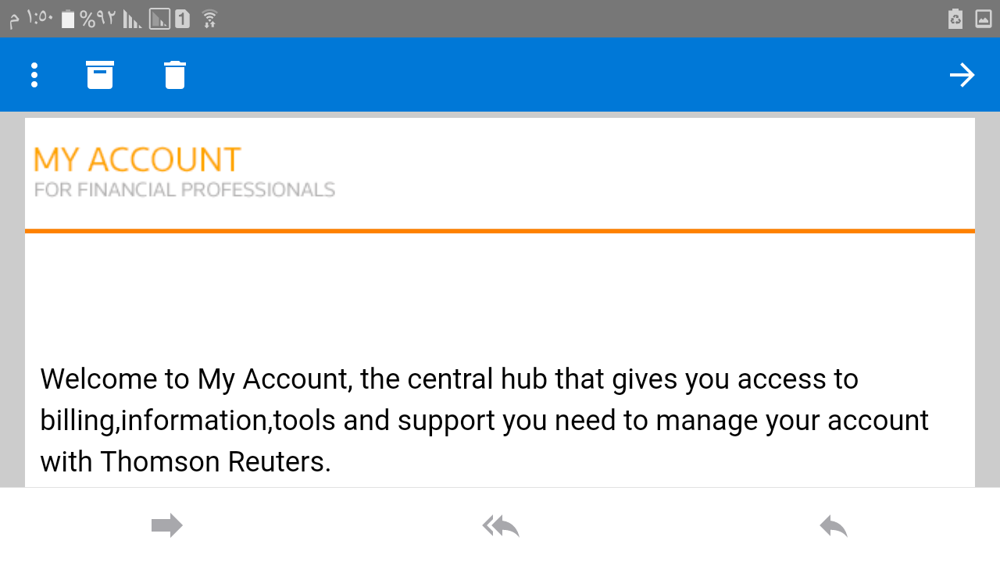 ١:٥٠ م %٩٢ 1
MY ACCOUNT
FOR FINANCIAL PROFESSIONALS
Welcome to My Account, the central hub that gives you access to
billing,information,tools and support you need to manage your account
with Thomson Reuters.